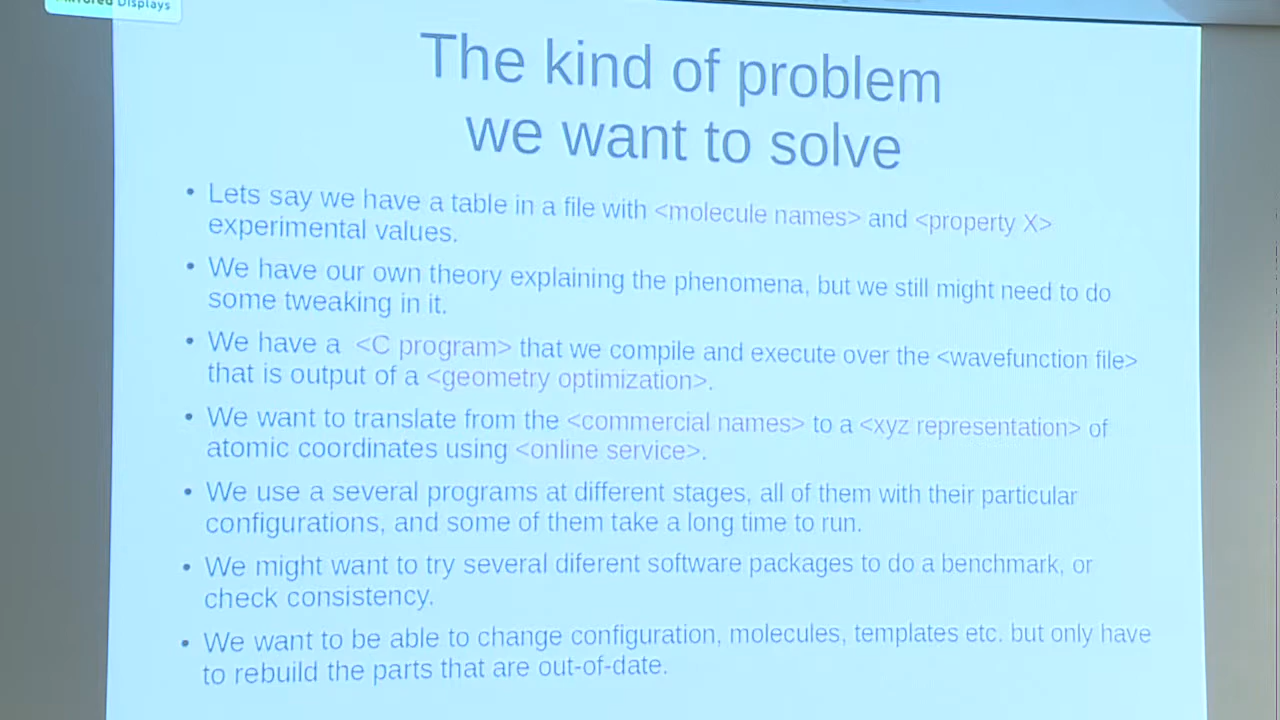 Displays
The kind of problem
we want to solve
• Lets say we have a table in a file with <molecule names> and <property X>
experimental values.
• We have our own theory explaining the phenomena, but we still might need to do
some tweaking in it.
• We have a <C program> that we compile and execute over the <wavefunction file>
that is output of a <geometry optimization>.
• We want to translate from the <commercial names> to a <xyz representation> of
atomic coordinates using <online service>.
• We use a several programs at different stages, all of them with their particular
configurations, and some of them take a long time to run.
• We might want to try several diferent software packages to do a benchmark, or
check consistency.
• We want to be able to change configuration, molecules, templates etc. but only have
to rebuild the parts that are out-of-date.